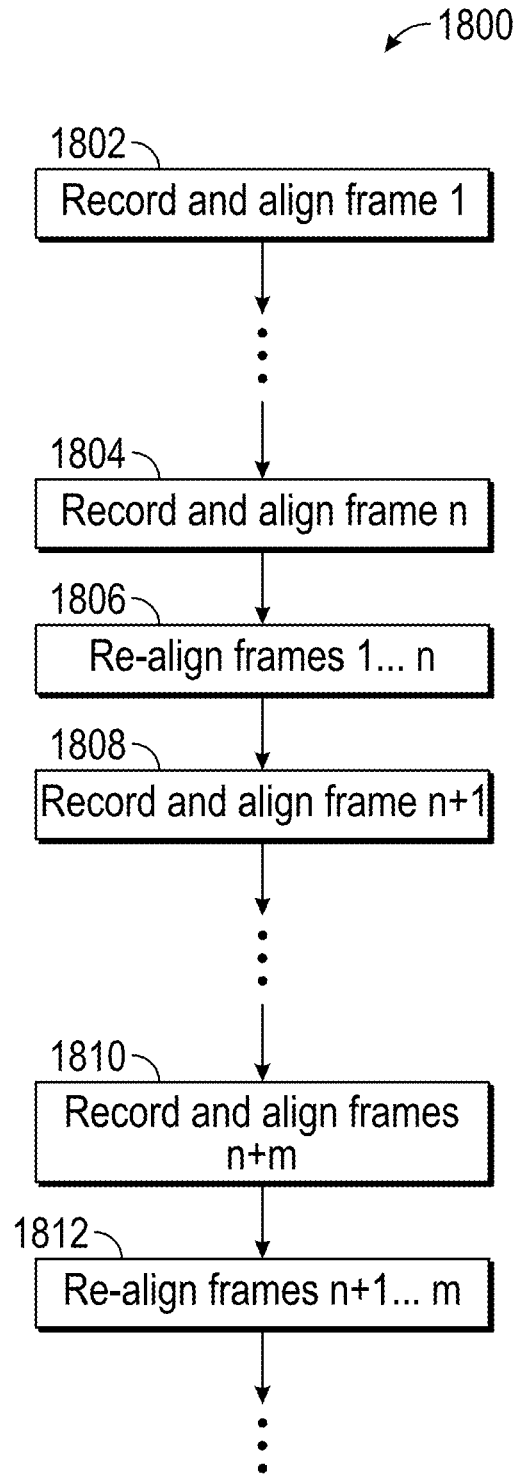 1800
1802
Record and align frame 1
1804
Record and align frame n
1806
Re-align frames 1... n
1808
Record and align frame n+1
1810
Record and align frames
n+m
1812
Re-align frames n+1... m